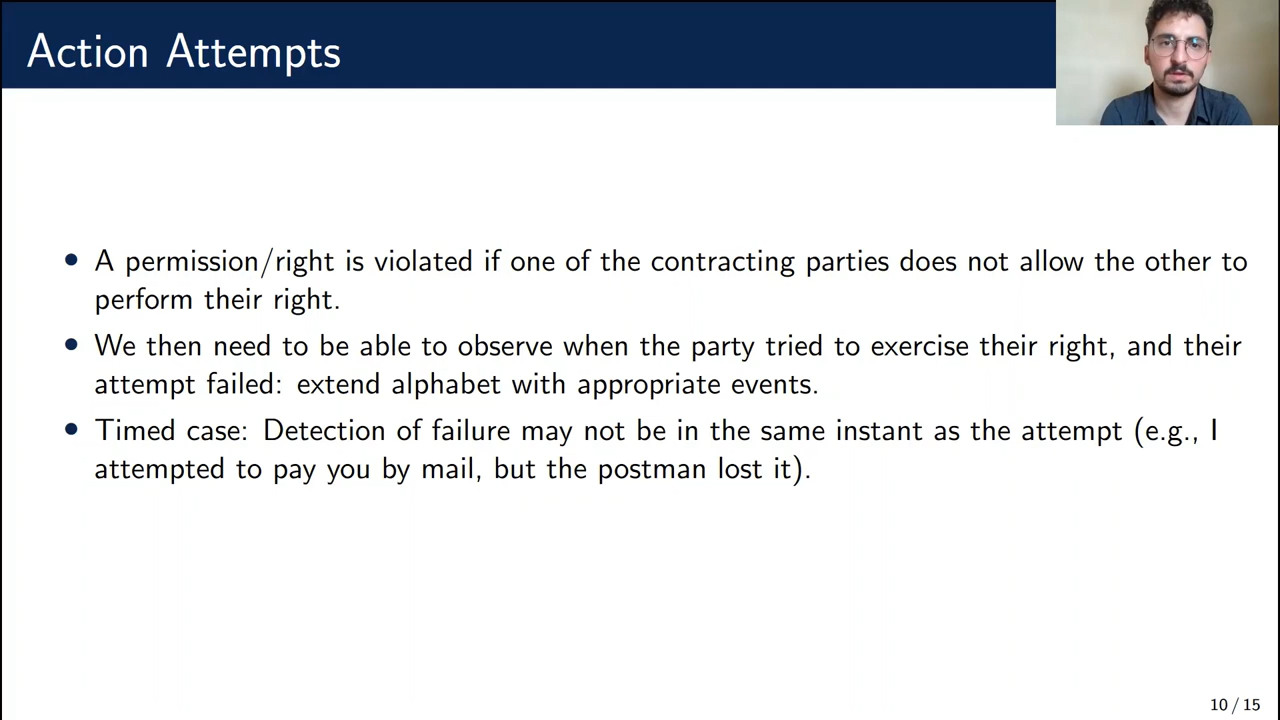 Action Attempts
• A permission/right is violated if one of the contracting parties does not allow the other to
perform their right.
• We then need to be able to observe when the party tried to exercise their right, and their
attempt failed: extend alphabet with appropriate events.
• Timed case: Detection of failure may not be in the same instant as the attempt (e.g., I
attempted to pay you by mail, but the postman lost it).
10 / 15